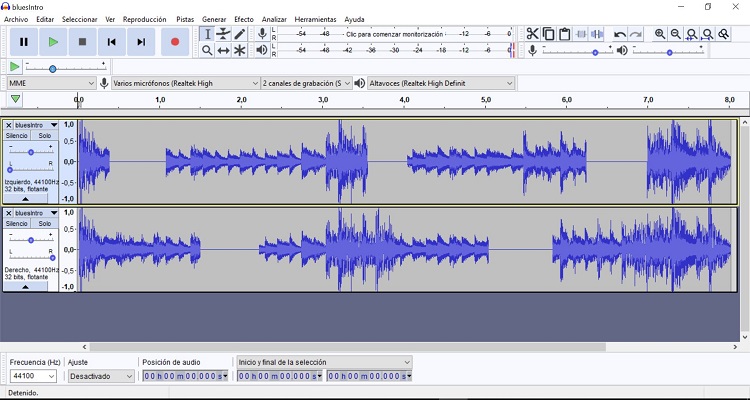 bluesIntro
Archivo Editar Seleccionar Ver Reproducción Pistas Generar Efecto Analizar Herramientas Ayuda
L R -54 -48 Clic para comenzar monitorización -12 -6 0
L R -54 -48 -42 -36 -30 -24 -18 -12 -6 0
MME Varios micrófonos (Realtek High 2 canales de grabación (S Altavoces (Realtek High Definit
0,0 1,0 2,0 3,0 4,0 5,0 6,0 7,0 8,0
bluesIntro
Silencio Solo
- +
L R
Izquierdo, 44100Hz
32 bits, flotante
1,0
0,5
0,0
-0,5
-1,0
bluesIntro
Silencio Solo
- +
L R
Derecho, 44100Hz
32 bits, flotante
1,0
0,5
0,0
-0,5
-1,0
Frecuencia (Hz) Ajuste Posición de audio Inicio y final de la selección
44100 Desactivado 00 h 00 m 00,000 s 00 h 00 m 00,000 s 00 h 00 m 00,000 s
Detenido.